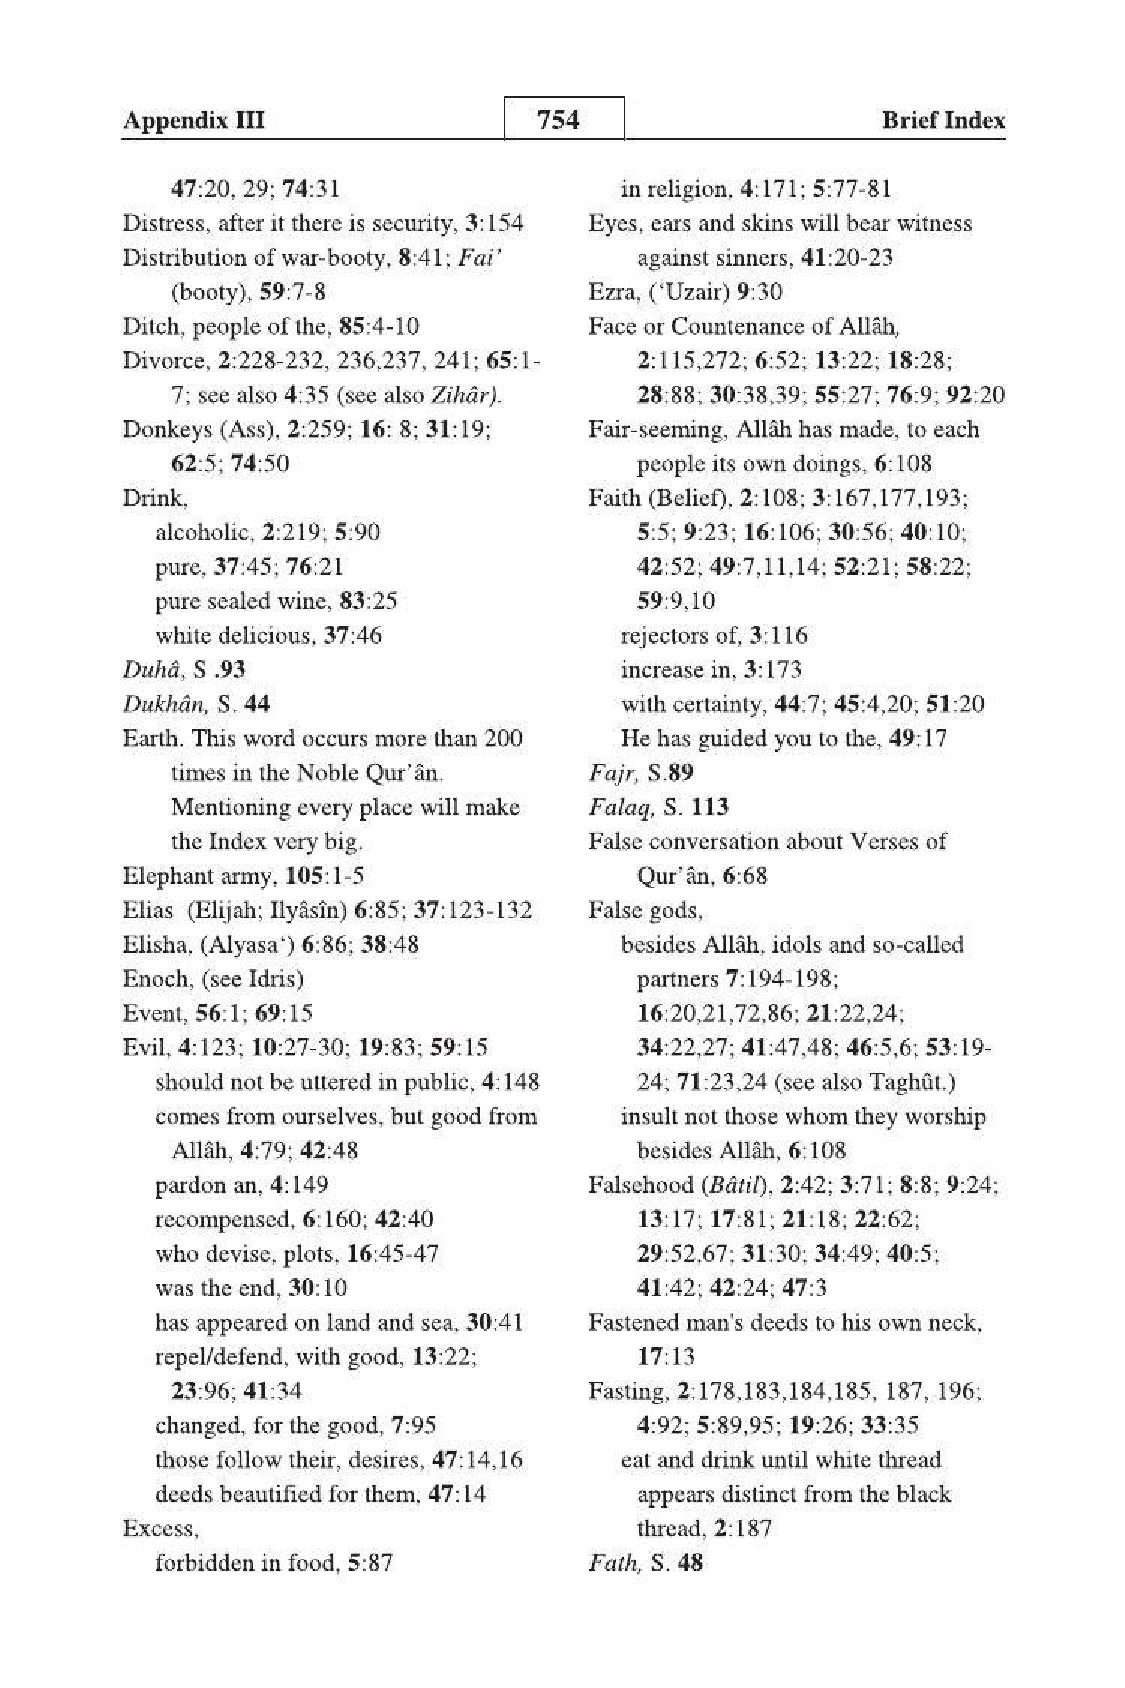 Appendix III 754 Brief Index
47:20, 29; 74:31
Distress, after it there is security, 3:154
Distribution of war-booty, 8:41; Fai’
(booty), 59:7-8
Ditch, people of the, 85:4-10
Divorce, 2:228-232, 236,237, 241; 65:1-
7; see also 4:35 (see also Zihâr).
Donkeys (Ass), 2:259; 16: 8; 31:19;
62:5; 74:50
Drink,
alcoholic, 2:219; 5:90
pure, 37:45; 76:21
pure sealed wine, 83:25
white delicious, 37:46
Duhâ, S .93
Dukhân, S. 44
Earth. This word occurs more than 200
times in the Noble Qur’ân.
Mentioning every place will make
the Index very big.
Elephant army, 105:1-5
Elias (Elijah; Ilyâsîn) 6:85; 37:123-132
Elisha, (Alyasa‘) 6:86; 38:48
Enoch, (see Idris)
Event, 56:1; 69:15
Evil, 4:123; 10:27-30; 19:83; 59:15
should not be uttered in public, 4:148
comes from ourselves, but good from
Allâh, 4:79; 42:48
pardon an, 4:149
recompensed, 6:160; 42:40
who devise, plots, 16:45-47
was the end, 30:10
has appeared on land and sea, 30:41
repel/defend, with good, 13:22;
23:96; 41:34
changed, for the good, 7:95
those follow their, desires, 47:14,16
deeds beautified for them, 47:14
Excess,
forbidden in food, 5:87
in religion, 4:171; 5:77-81
Eyes, ears and skins will bear witness
against sinners, 41:20-23
Ezra, (‘Uzair) 9:30
Face or Countenance of Allâh,
2:115,272; 6:52; 13:22; 18:28;
28:88; 30:38,39; 55:27; 76:9; 92:20
Fair-seeming, Allâh has made, to each
people its own doings, 6:108
Faith (Belief), 2:108; 3:167,177,193;
5:5; 9:23; 16:106; 30:56; 40:10;
42:52; 49:7,11,14; 52:21; 58:22;
59:9,10
rejectors of, 3:116
increase in, 3:173
with certainty, 44:7; 45:4,20; 51:20
He has guided you to the, 49:17
Fajr, S.89
Falaq, S. 113
False conversation about Verses of
Qur’ân, 6:68
False gods,
besides Allâh, idols and so-called
partners 7:194-198;
16:20,21,72,86; 21:22,24;
34:22,27; 41:47,48; 46:5,6; 53:19-
24; 71:23,24 (see also Taghût.)
insult not those whom they worship
besides Allâh, 6:108
Falsehood (Bâtil), 2:42; 3:71; 8:8; 9:24;
13:17; 17:81; 21:18; 22:62;
29:52,67; 31:30; 34:49; 40:5;
41:42; 42:24; 47:3
Fastened man's deeds to his own neck,
17:13
Fasting, 2:178,183,184,185, 187, 196;
4:92; 5:89,95; 19:26; 33:35
eat and drink until white thread
appears distinct from the black
thread, 2:187
Fath, S. 48